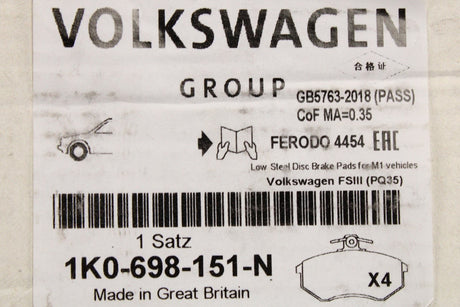 VOLKSWAGEN
合格证
GROUP
GB5763-2018 (PASS)
CoF MA=0.35
FERODO 4454 EAC
Low Steel Disc Brake Pads for M1 vehicles
Volkswagen FSIII (PQ35)
1 Satz
1K0-698-151-N
X4
Made in Great Britain